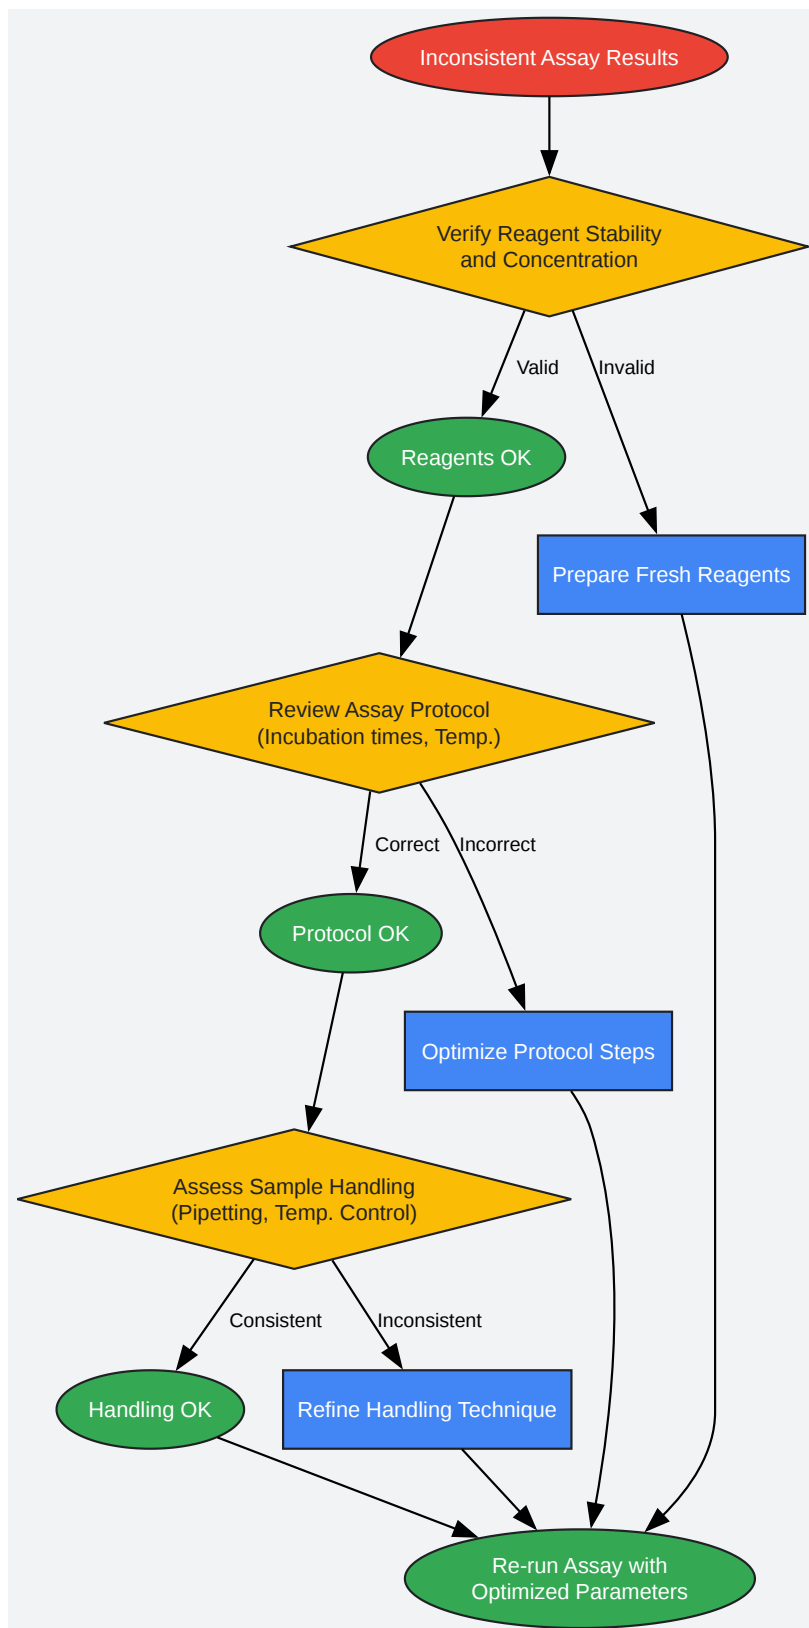 Inconsistent Assay Results
Verify Reagent Stability
and Concentration
Valid
Invalid
Reagents OK
Prepare Fresh Reagents
Review Assay Protocol
(Incubation times, Temp.)
Correct
Incorrect
Protocol OK
Optimize Protocol Steps
Assess Sample Handling
(Pipetting, Temp. Control)
Consistent
Inconsistent
Handling OK
Refine Handling Technique
Re-run Assay with
Optimized Parameters